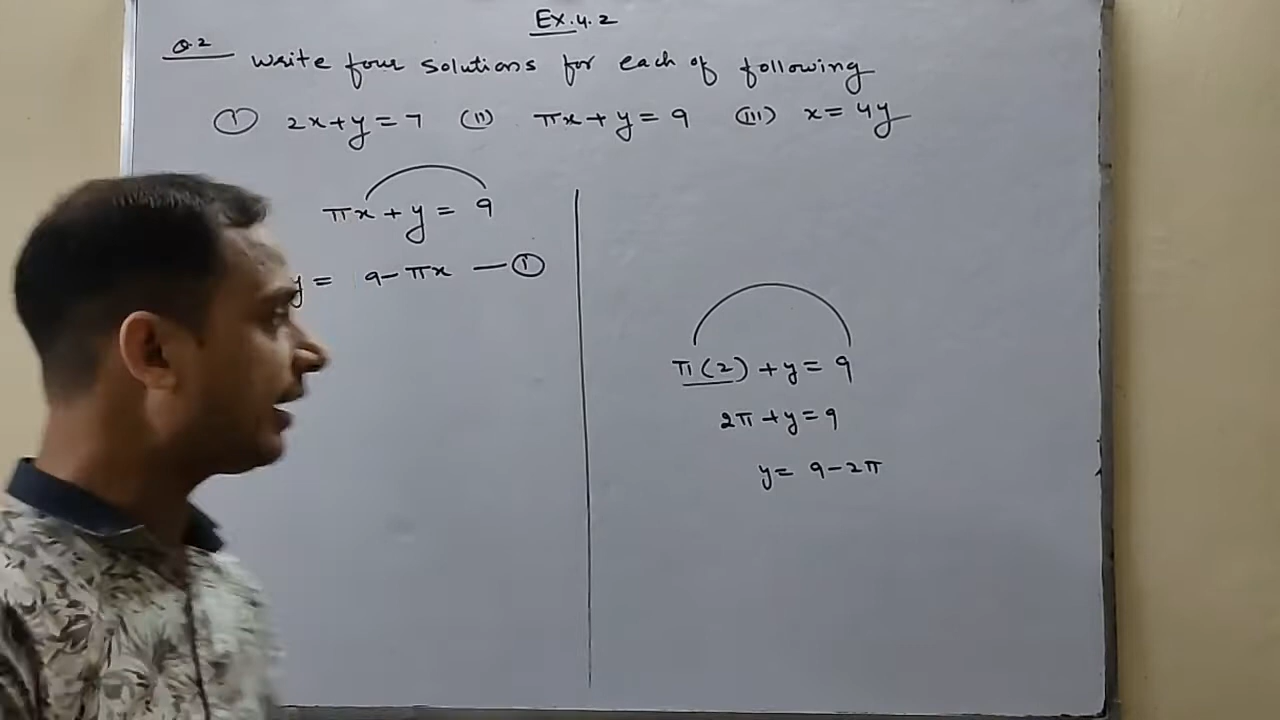 Ex.4.2
Q.2 Write four solutions for each of following
(i) 2x+y=7 (ii) πx+y=9 (iii) x=4y
πx+y=9
y= 9-πx —(1)
π(2)+y=9
2π+y=9
y= 9-2π